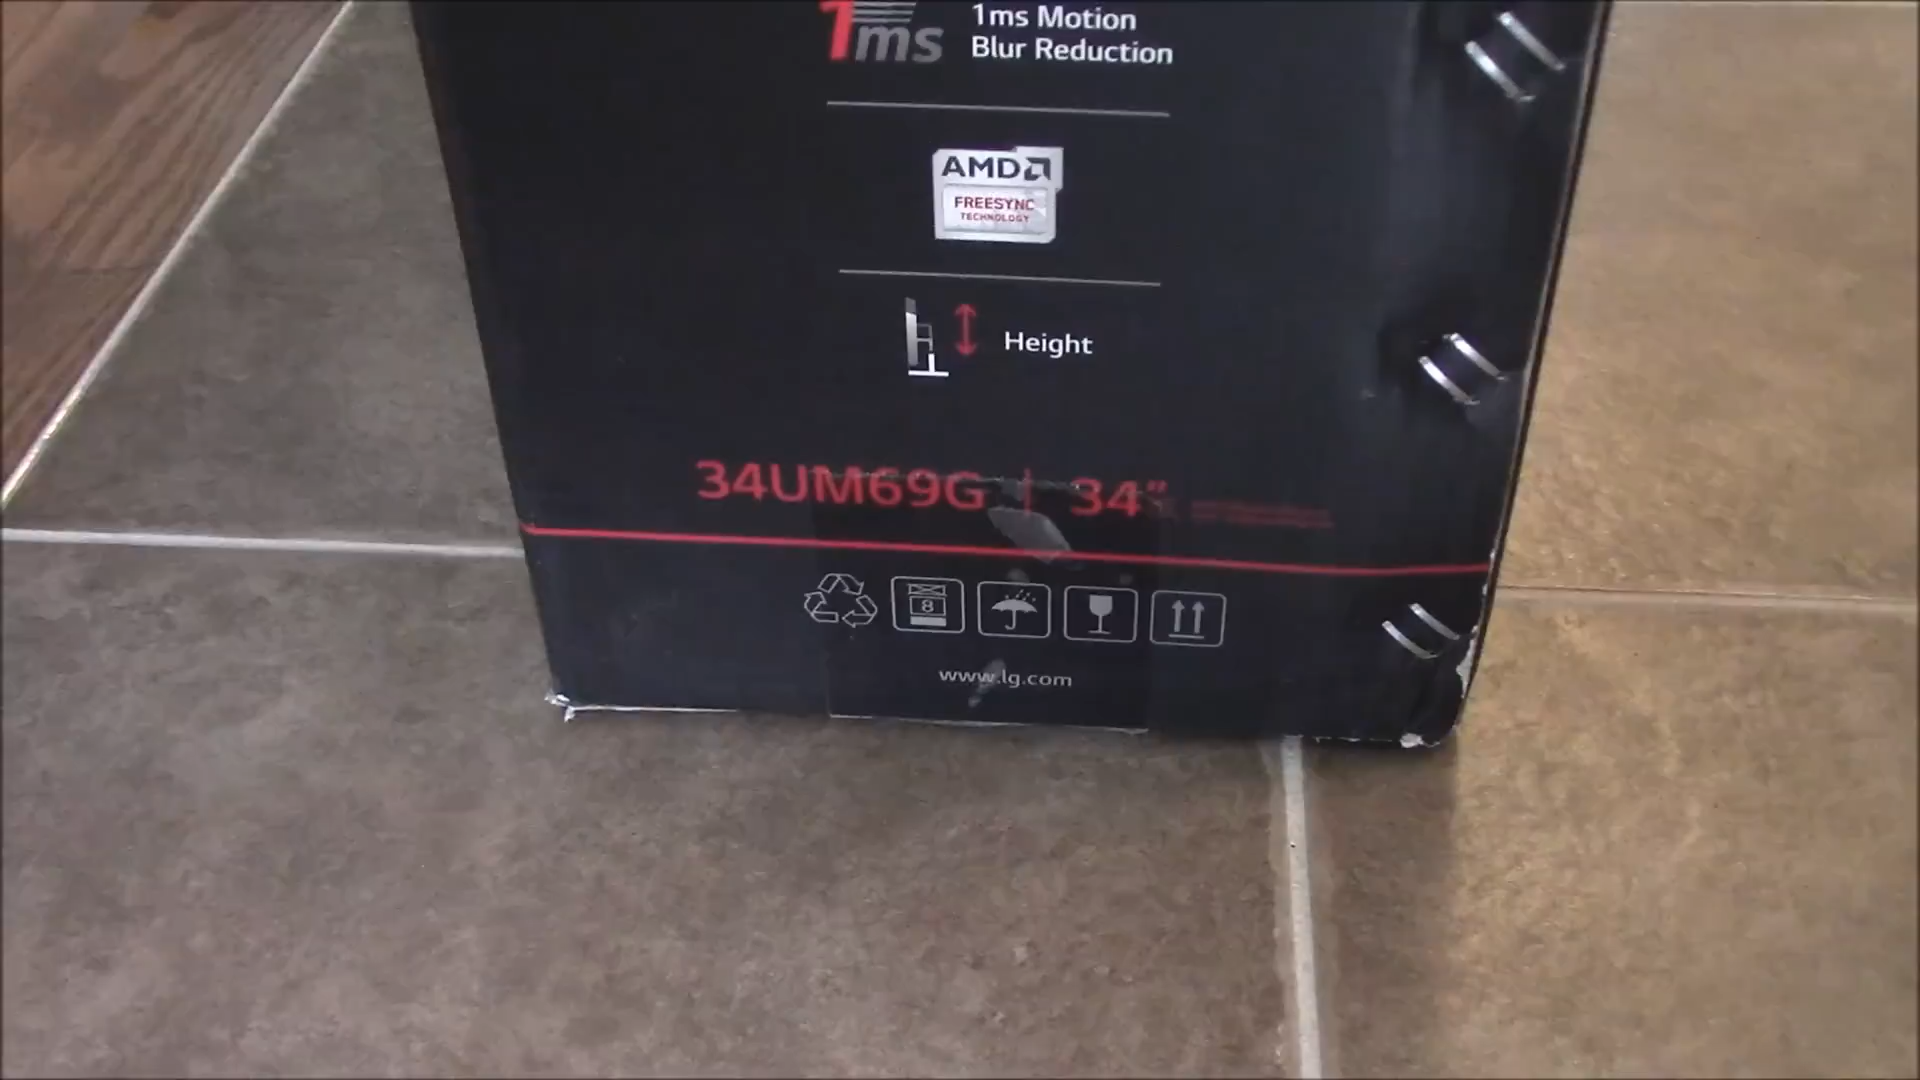 1ms
1ms Motion
Blur Reduction
AMD
FREESYNC
TECHNOLOGY
Height
34UM69G | 34"
8
www.lg.com